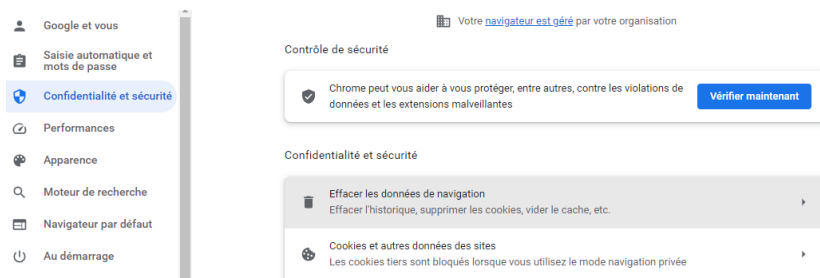 Google et vous
Saisie automatique et
mots de passe
Confidentialité et sécurité
Performances
Apparence
Moteur de recherche
Navigateur par défaut
Au démarrage
Votre navigateur est géré par votre organisation
Contrôle de sécurité
Chrome peut vous aider à vous protéger, entre autres, contre les violations de
données et les extensions malveillantes
Vérifier maintenant
Confidentialité et sécurité
Effacer les données de navigation
Effacer l'historique, supprimer les cookies, vider le cache, etc.
Cookies et autres données des sites
Les cookies tiers sont bloqués lorsque vous utilisez le mode navigation privée